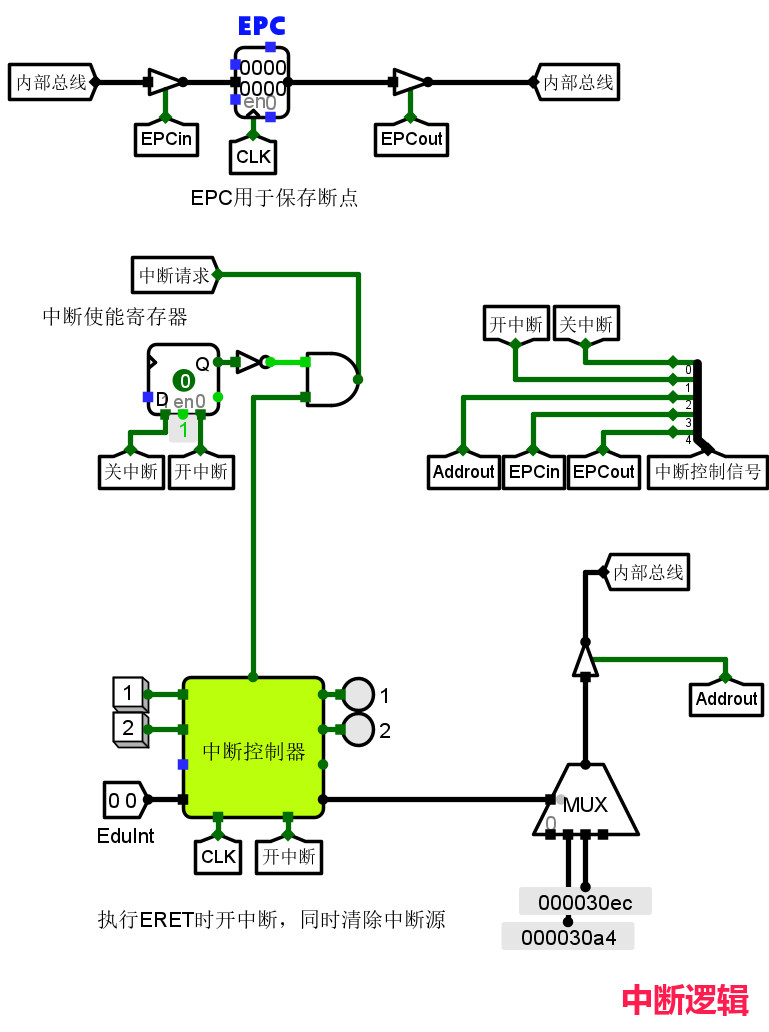 EPC
内部总线
0000
0000
en0
内部总线
EPCin
CLK
EPCout
EPC用于保存断点
中断请求
中断使能寄存器
Q
0
D
1 en0
1
关中断
开中断
开中断
关中断
0
1
2
3
4
Addrout
EPCin
EPCout
中断控制信号
内部总线
Addrout
1
2
中断控制器
1
2
0 0
EduInt
CLK
开中断
MUX
0
000030ec
000030a4
执行ERET时开中断，同时清除中断源
中断逻辑